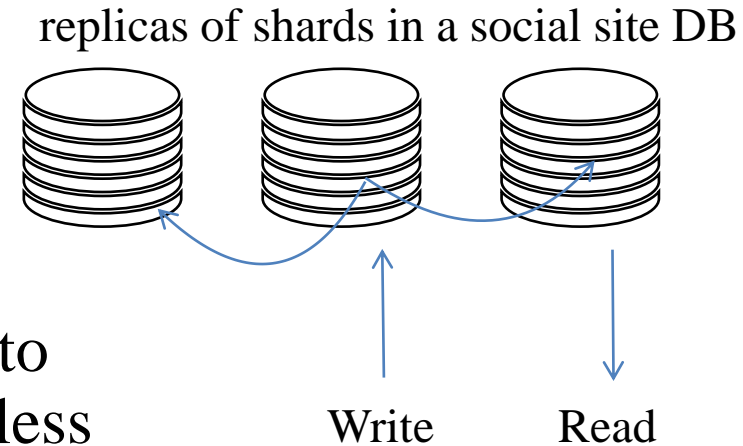 replicas of shards in a social site DB
to
less
Write Read